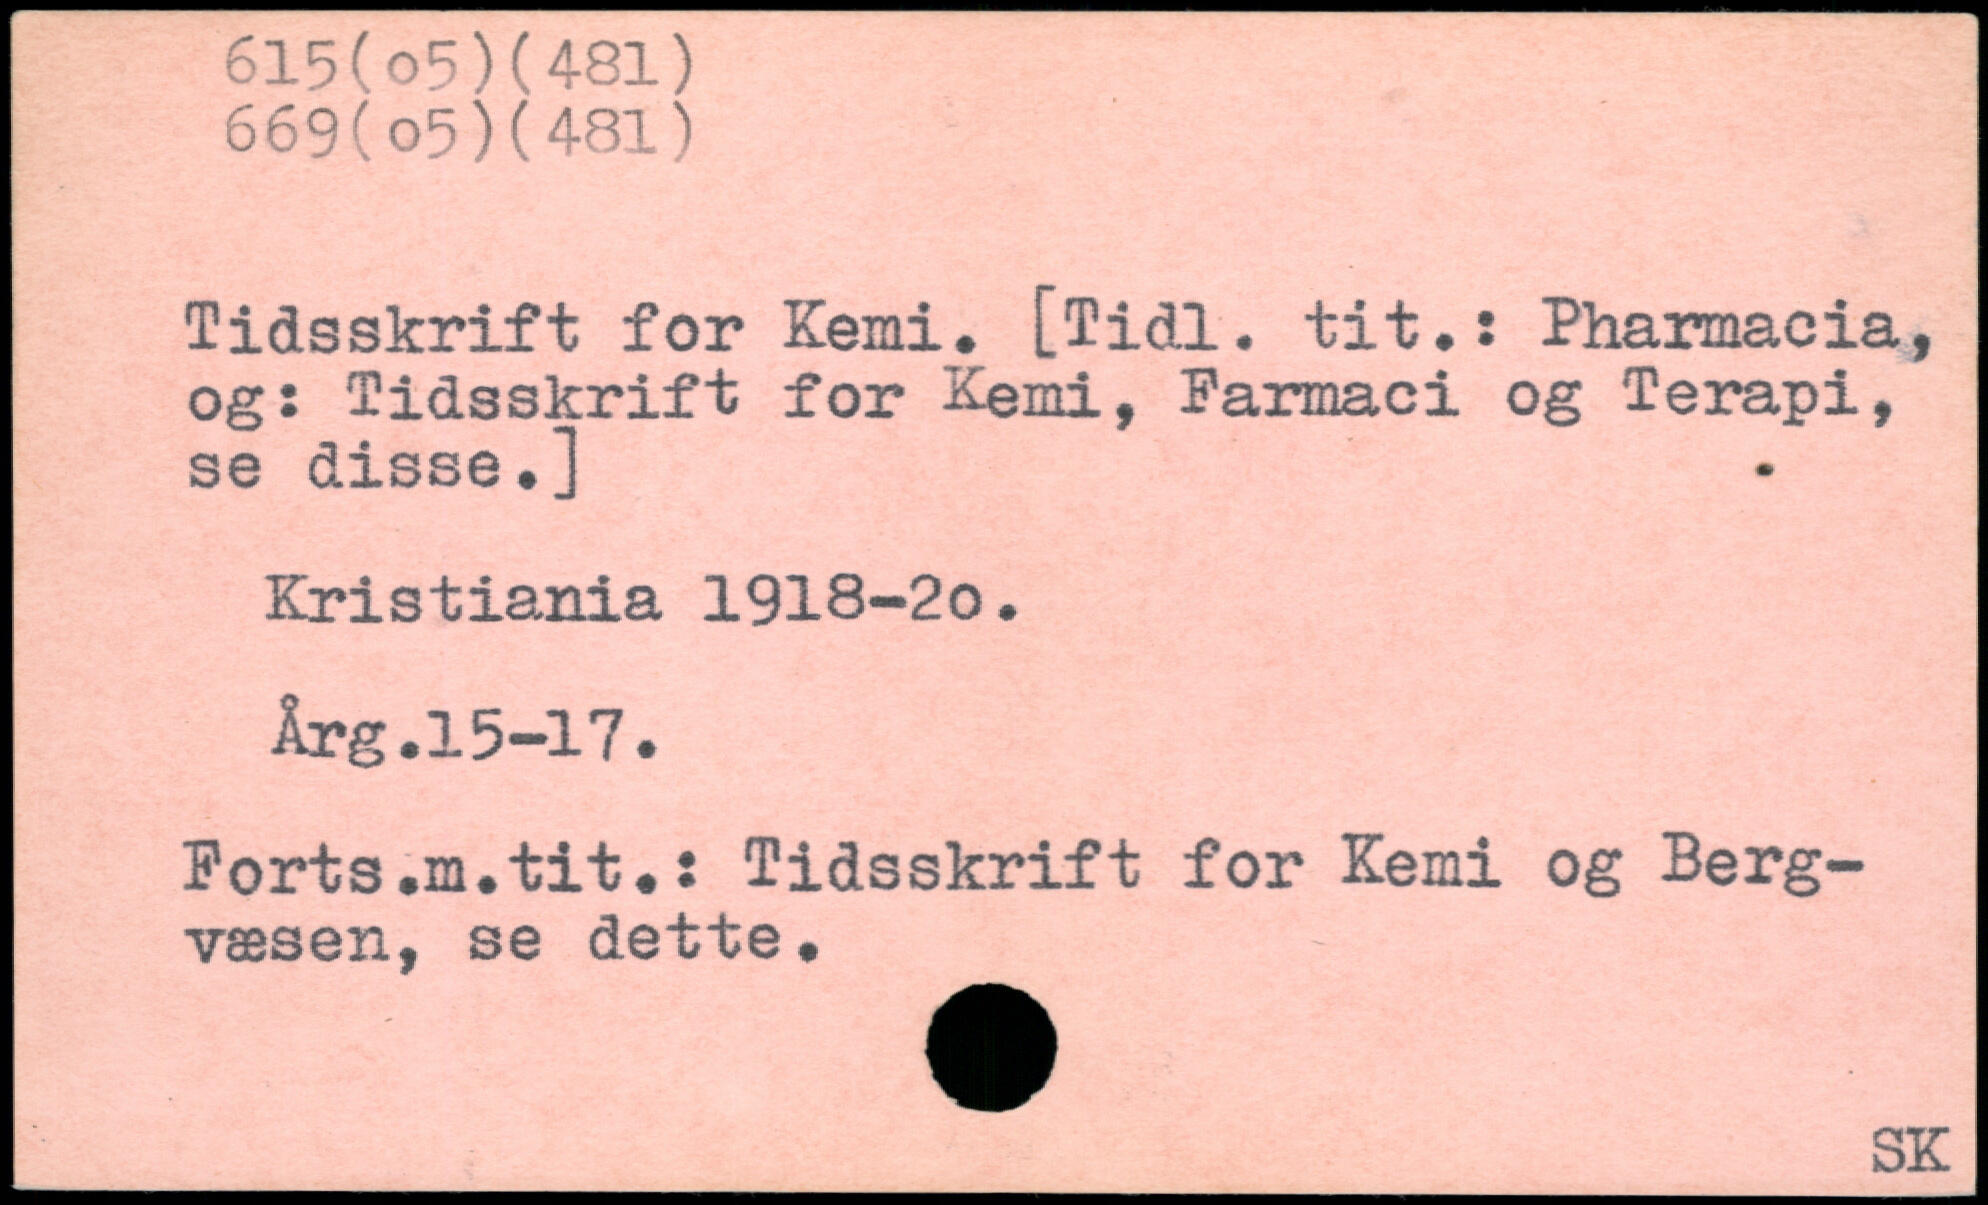 615(o5)(481)
669(o5)(481)
Tidsskrift for Kemi. [Tidl. tit.: Pharmacia,
og: Tidsskrift for Kemi, Farmaci og Terapi,
se disse.]
Kristiania 1918-2o.
Årg.15-17.
Forts.m.tit.: Tidsskrift for Kemi og Berg-
væsen, se dette.
SK